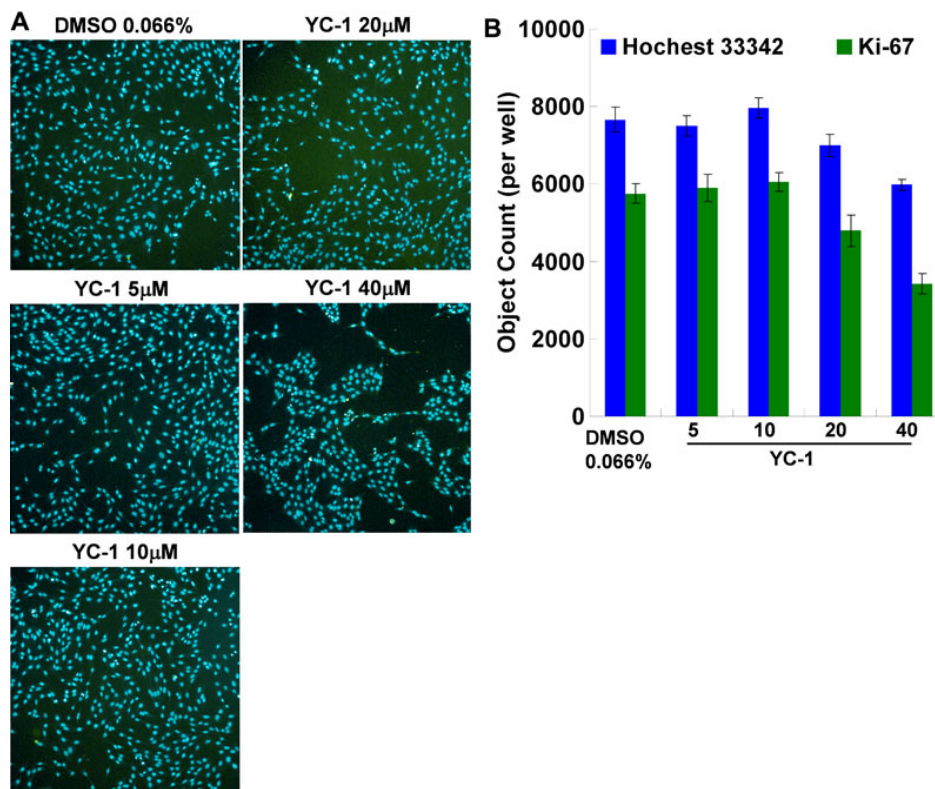 A
DMSO 0.066%
YC-1 20µM
YC-1 5µM
YC-1 40µM
YC-1 10µM
B
Hochest 33342
Ki-67
Object Count (per well)
10000
8000
6000
4000
2000
0
DMSO
0.066%
5
10
20
40
YC-1